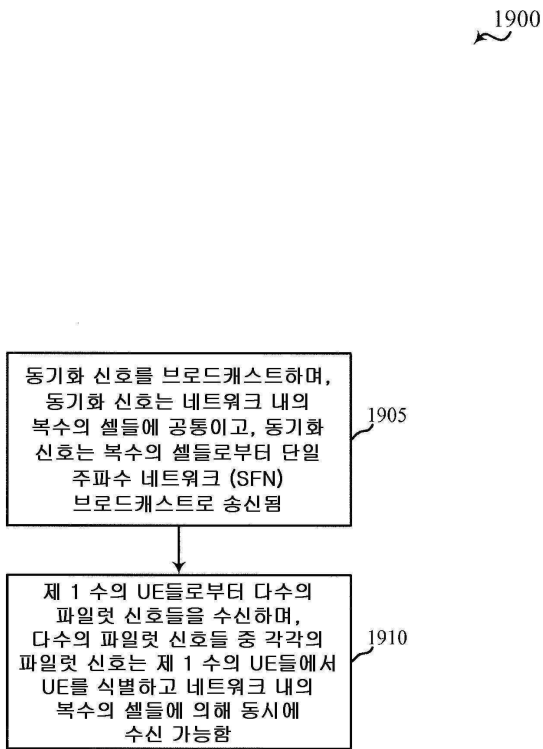 1900
동기화 신호를 브로드캐스트하며,
동기화 신호는 네트워크 내의
복수의 셀들에 공통이고, 동기화
신호는 복수의 셀들로부터 단일
주파수 네트워크 (SFN)
브로드캐스트로 송신됨
1905
제 1 수의 UE들로부터 다수의
파일럿 신호들을 수신하며,
다수의 파일럿 신호들 중 각각의
파일럿 신호는 제 1 수의 UE들에서
UE를 식별하고 네트워크 내의
복수의 셀들에 의해 동시에
수신 가능함
1910